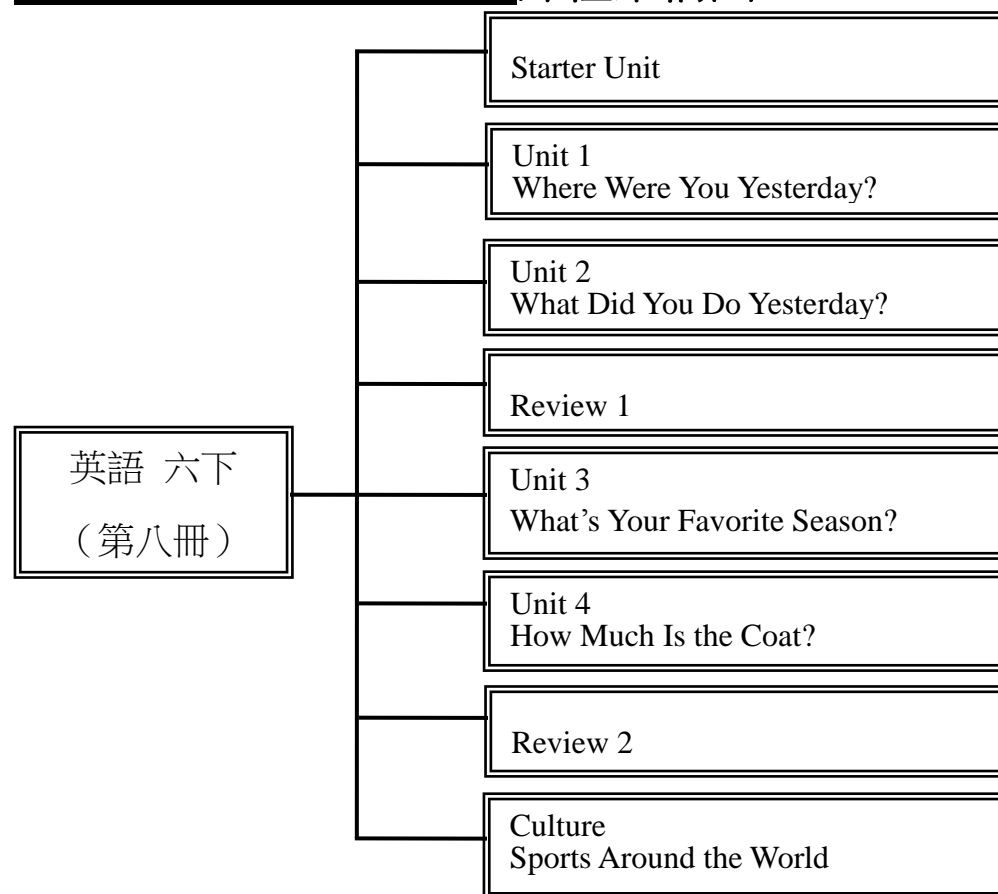 Starter Unit
Unit 1
Where Were You Yesterday?
Unit 2
What Did You Do Yesterday?
Review 1
英語 六下
（第八冊）
Unit 3
What’s Your Favorite Season?
Unit 4
How Much Is the Coat?
Review 2
Culture
Sports Around the World